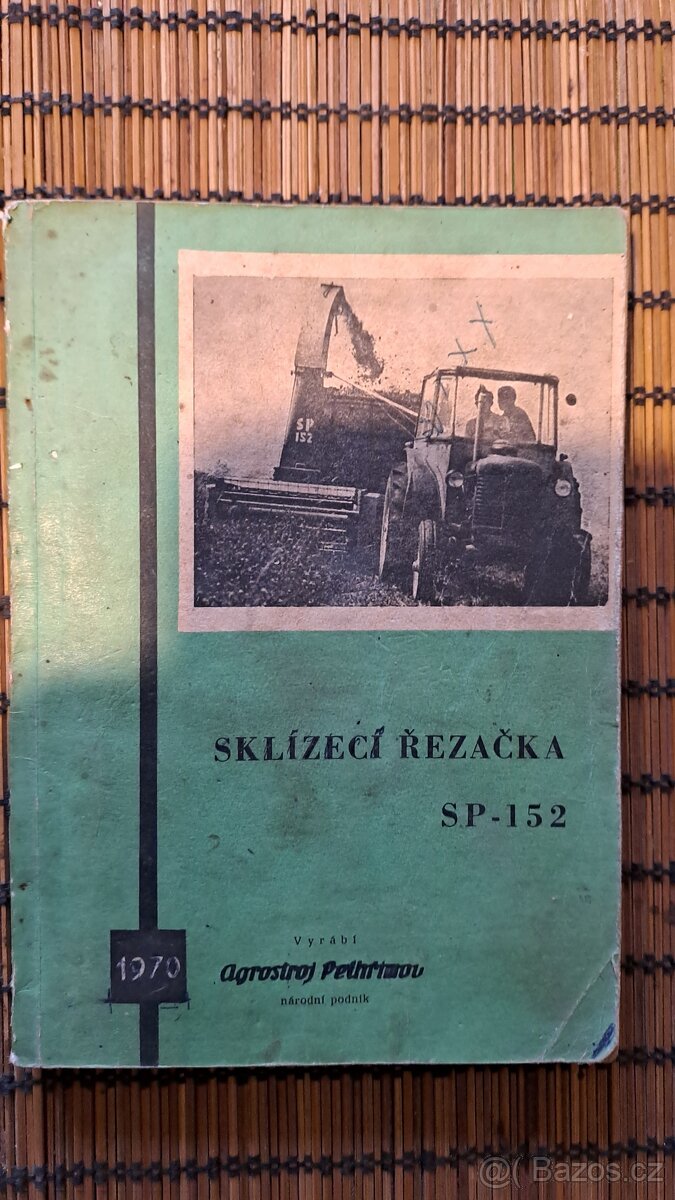 SP
152
SKLÍZECÍ ŘEZAČKA
SP-152
Vyrábí
Agrostroj Pelhřimov
národní podnik
1970
@ Bazos.cz